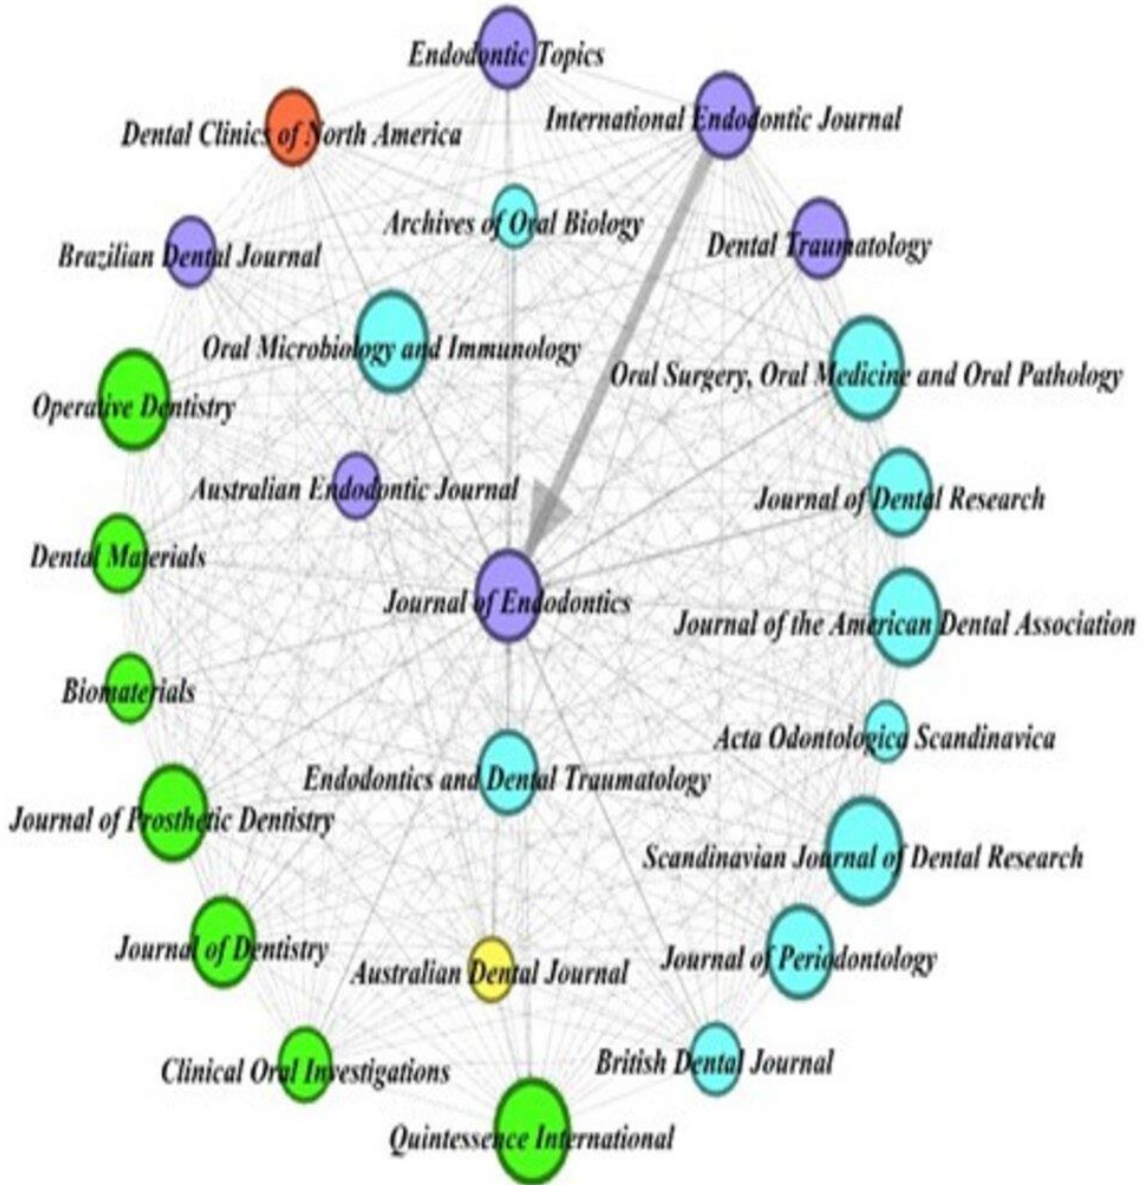 Endodontic Topics
International Endodontic Journal
Dental Clinics of North America
Archives of Oral Biology
Dental Traumatology
Brazilian Dental Journal
Oral Microbiology and Immunology
Oral Surgery, Oral Medicine and Oral Pathology
Operative Dentistry
Australian Endodontic Journal
Journal of Dental Research
Dental Materials
Journal of Endodontics
Journal of the American Dental Association
Biomaterials
Acta Odontologica Scandinavica
Endodontics and Dental Traumatology
Journal of Prosthetic Dentistry
Scandinavian Journal of Dental Research
Journal of Dentistry
Journal of Periodontology
Australian Dental Journal
British Dental Journal
Clinical Oral Investigations
Quintessence International